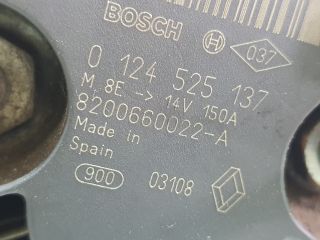 BOSCH
037
0 124 525 137
M, 8E -> 14V 150A
8200660022-A
Made in
Spain
900 03108